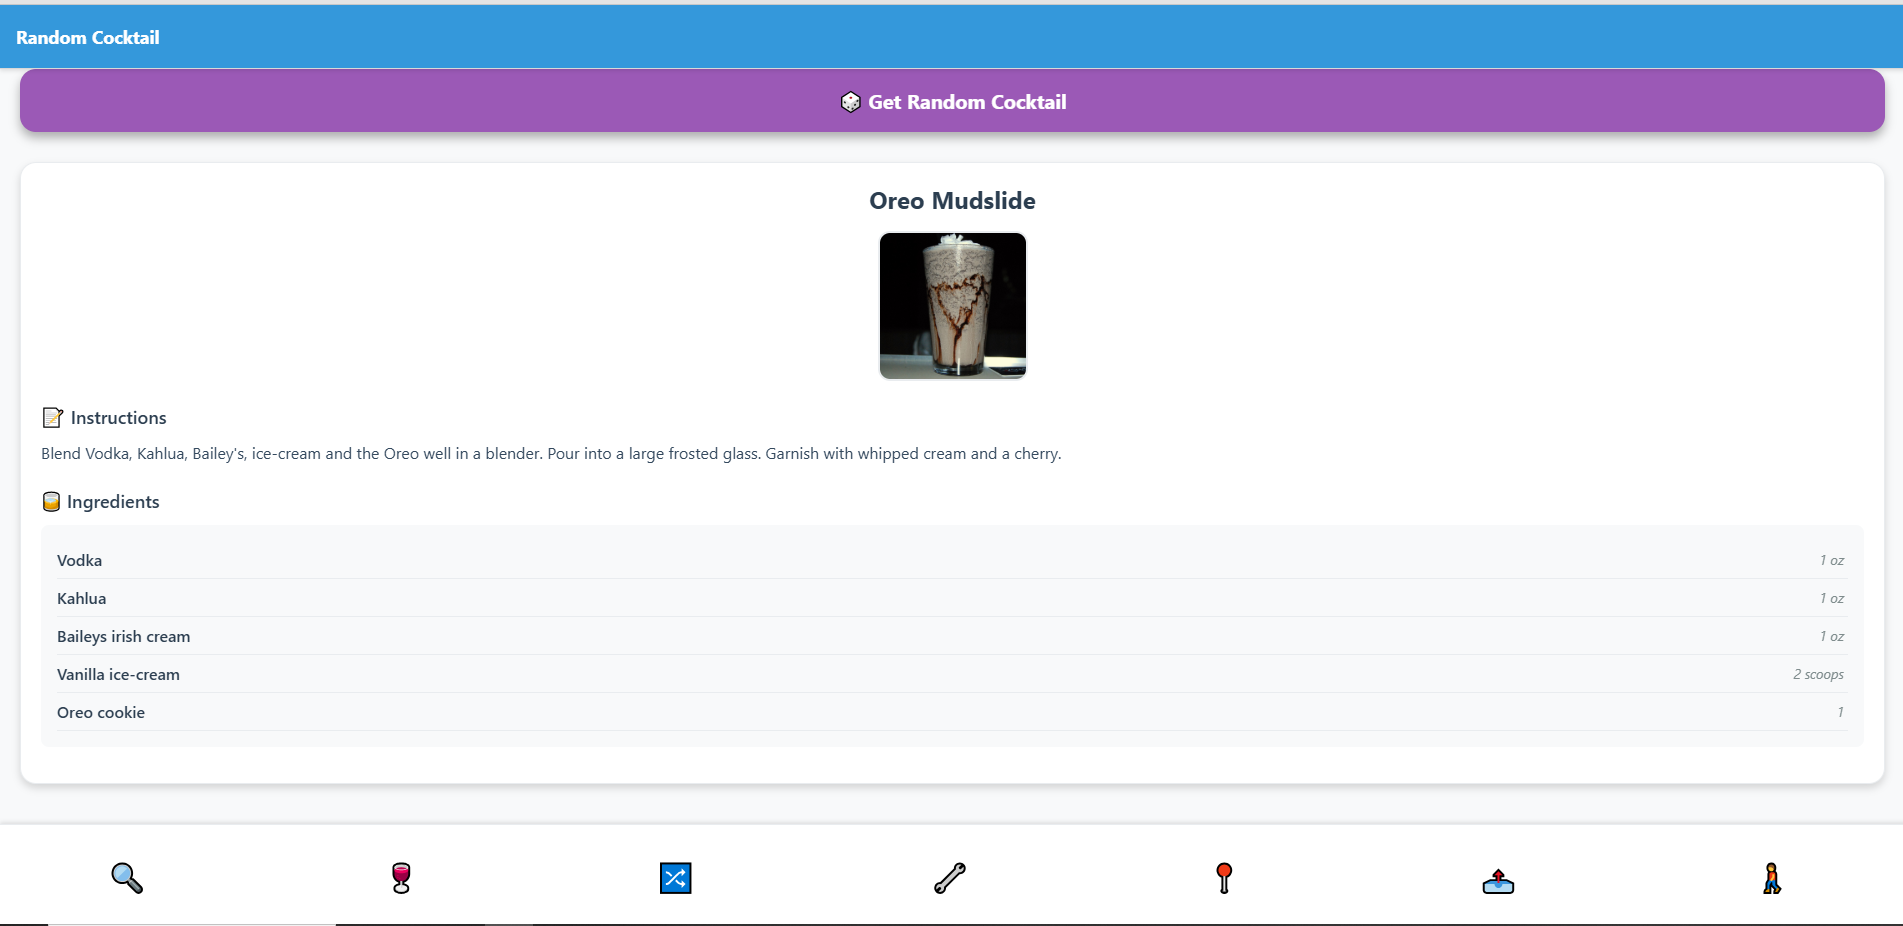 Random Cocktail
🎲 Get Random Cocktail
Oreo Mudslide
📝 Instructions
Blend Vodka, Kahlua, Bailey's, ice-cream and the Oreo well in a blender. Pour into a large frosted glass. Garnish with whipped cream and a cherry.
🥃 Ingredients
Vodka 1 oz
Kahlua 1 oz
Baileys irish cream 1 oz
Vanilla ice-cream 2 scoops
Oreo cookie 1